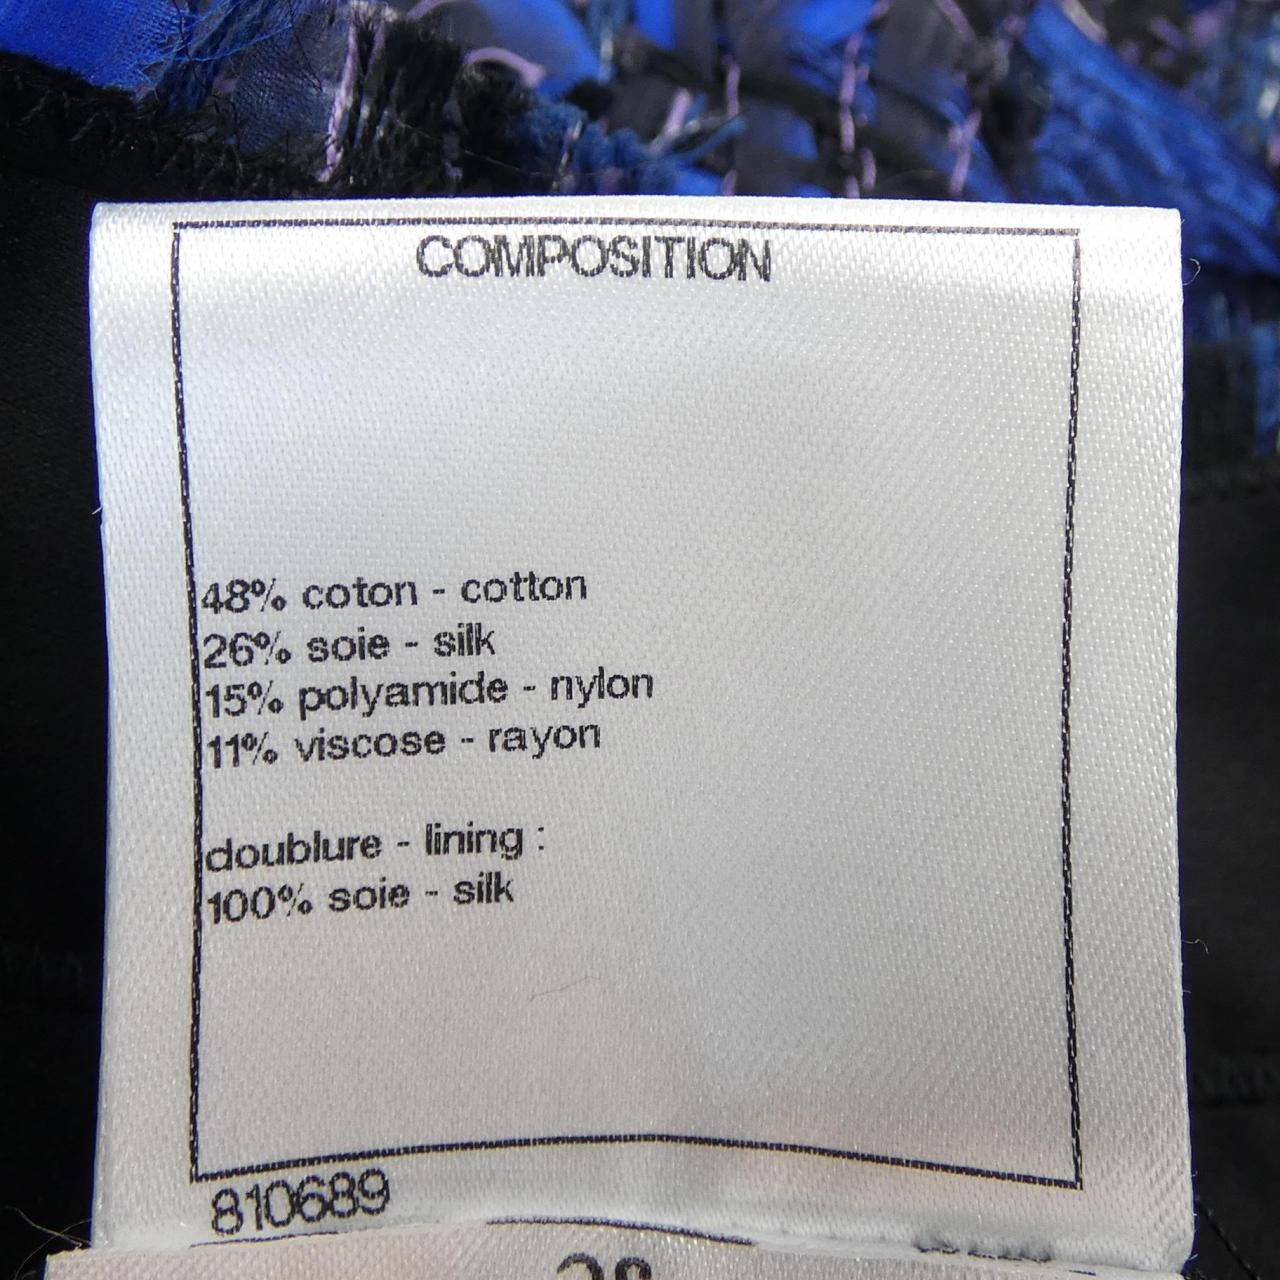 COMPOSITION
48% coton - cotton
26% soie - silk
15% polyamide - nylon
11% viscose - rayon
doublure - lining :
100% soie - silk
810689